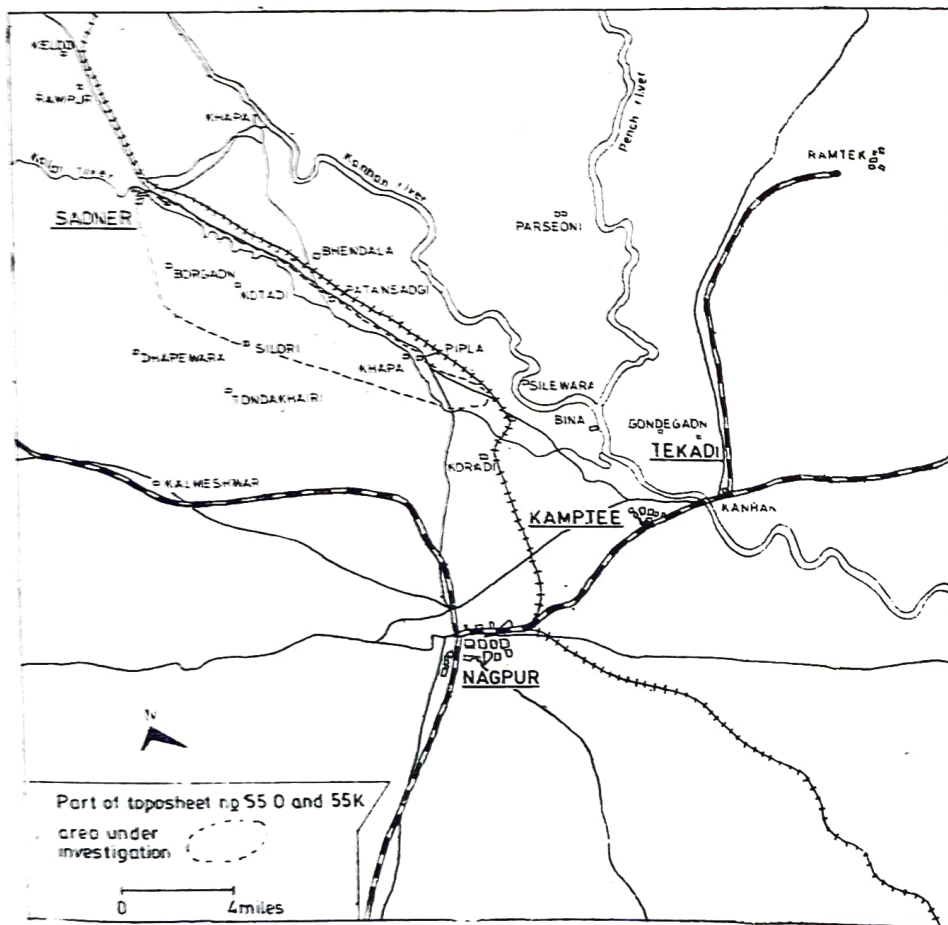 KELOD
RAMPUR
KHAPA
Kolar river
Kanhan river
Pench river
RAMTEK
SADNER
PARSEONI
BHENDALA
BORGAON
KOTADI
PATANSAOGI
DHAPEWARA
SILORI
PIPLA
KHAPA
SILEWARA
TONDAKHAIRI
BINA
GONDEGAON
TEKADI
KORADI
KALMESHWAR
KAMPTEE
KANHAN
NAGPUR
N
Part of toposheet no 55 O and 55K
area under
investigation
0 4miles